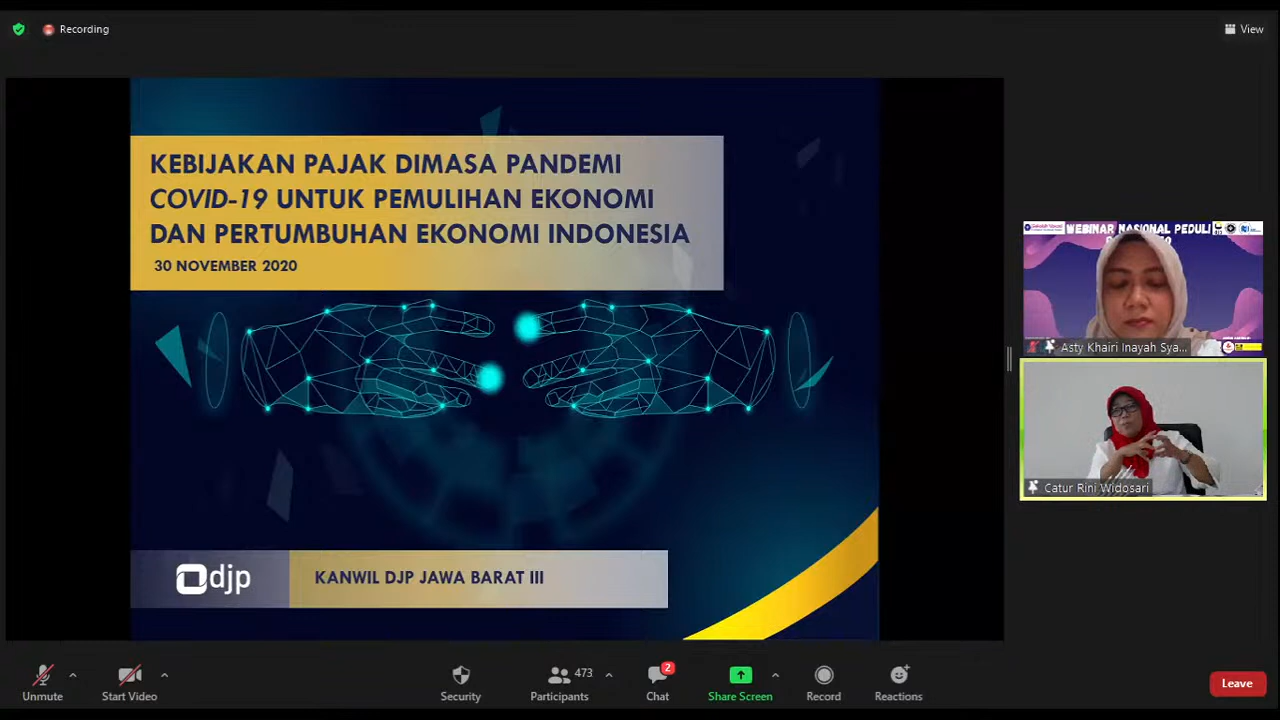 Recording
View
KEBIJAKAN PAJAK DIMASA PANDEMI
COVID-19 UNTUK PEMULIHAN EKONOMI
DAN PERTUMBUHAN EKONOMI INDONESIA
30 NOVEMBER 2020
WEBINAR NASIONAL PEDULI
Asty Khairi Inayah Sya...
Catur Rini Widosari
djp
KANWIL DJP JAWA BARAT III
Unmute
Start Video
Security
473
Participants
2
Chat
Share Screen
Record
Reactions
Leave